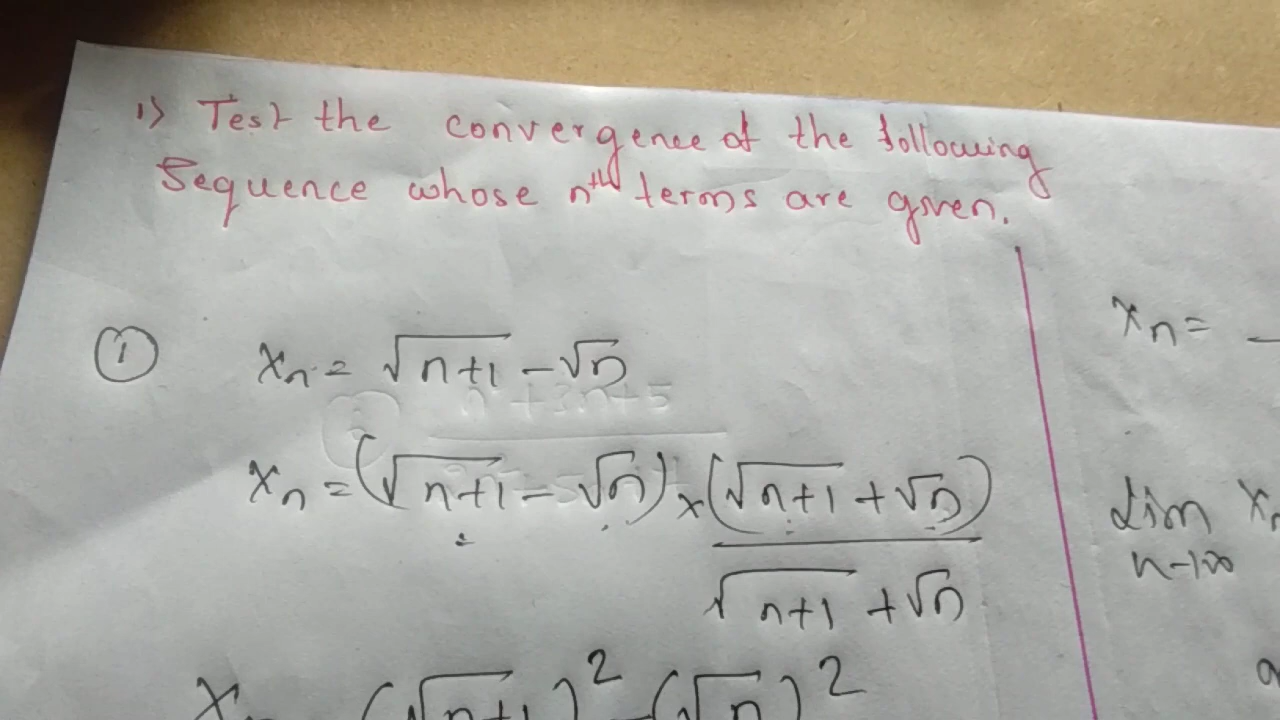 1) Test the convergence of the following
Sequence whose nth terms are given.
① xₙ = √(n+1) - √n
xₙ = (√(n+1) - √n) × (√(n+1) + √n)
√(n+1) + √n
xₙ (√(n+1))² - (√n)²
xₙ =
Lim xₙ
n→∞